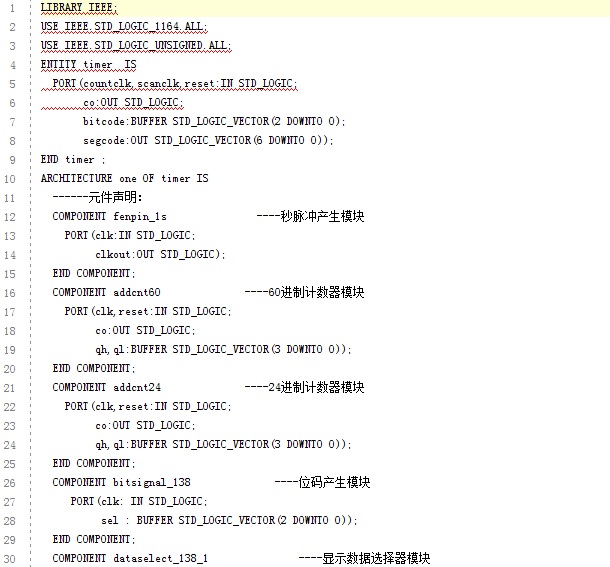 1 LIBRARY IEEE;
2 USE IEEE.STD_LOGIC_1164.ALL;
3 USE IEEE.STD_LOGIC_UNSIGNED.ALL;
4 ENTITY timer IS
5 PORT(countclk,scanclk,reset:IN STD_LOGIC;
6 co:OUT STD_LOGIC;
7 bitcode:BUFFER STD_LOGIC_VECTOR(2 DOWNTO 0);
8 segcode:OUT STD_LOGIC_VECTOR(6 DOWNTO 0));
9 END timer ;
10 ARCHITECTURE one OF timer IS
11 ------元件声明:
12 COMPONENT fenpin_1s ----秒脉冲产生模块
13 PORT(clk:IN STD_LOGIC;
14 clkout:OUT STD_LOGIC);
15 END COMPONENT;
16 COMPONENT addcnt60 ----60进制计数器模块
17 PORT(clk,reset:IN STD_LOGIC;
18 co:OUT STD_LOGIC;
19 qh,ql:BUFFER STD_LOGIC_VECTOR(3 DOWNTO 0));
20 END COMPONENT;
21 COMPONENT addcnt24 ----24进制计数器模块
22 PORT(clk,reset:IN STD_LOGIC;
23 co:OUT STD_LOGIC;
24 qh,ql:BUFFER STD_LOGIC_VECTOR(3 DOWNTO 0));
25 END COMPONENT;
26 COMPONENT bitsignal_138 ----位码产生模块
27 PORT(clk: IN STD_LOGIC;
28 sel : BUFFER STD_LOGIC_VECTOR(2 DOWNTO 0));
29 END COMPONENT;
30 COMPONENT dataselect_138_1 ----显示数据选择器模块